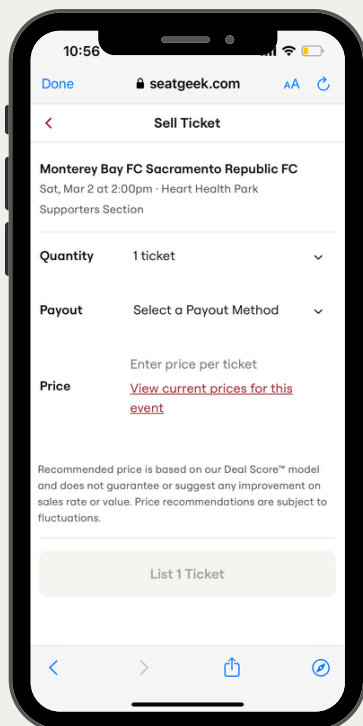 10:56
Done seatgeek.com AA
Sell Ticket
Monterey Bay FC Sacramento Republic FC
Sat, Mar 2 at 2:00pm · Heart Health Park
Supporters Section
Quantity 1 ticket
Payout Select a Payout Method
Enter price per ticket
Price View current prices for this
event
Recommended price is based on our Deal Score™ model
and does not guarantee or suggest any improvement on
sales rate or value. Price recommendations are subject to
fluctuations.
List 1 Ticket